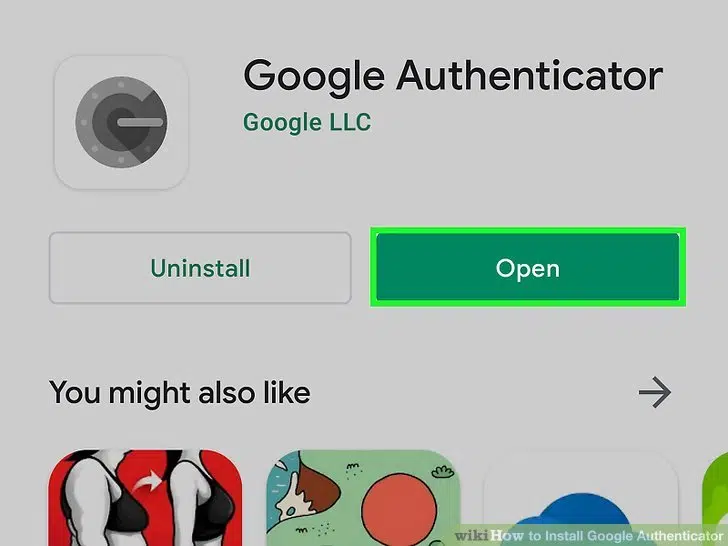 Google Authenticator
Google LLC
Uninstall
Open
You might also like
wikiHow to Install Google Authenticator